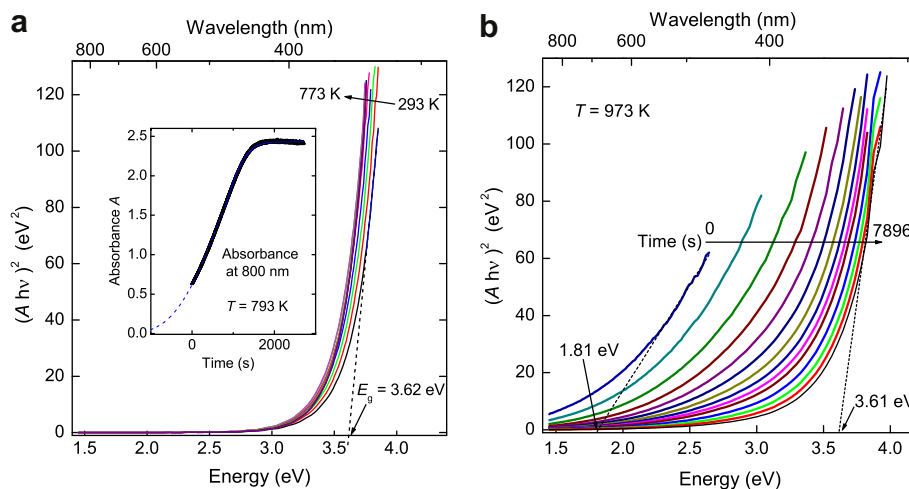 a
Wavelength (nm)
800 600 400
120
100
80
60
40
20
0
(A hν )² (eV²)
773 K
293 K
2.5
2.0
1.5
1.0
0.5
0.0
Absorbance A
Absorbance
at 800 nm
T = 793 K
0 2000
Time (s)
E_g = 3.62 eV
1.5 2.0 2.5 3.0 3.5 4.0
Energy (eV)
b
Wavelength (nm)
800 600 400
120
100
80
60
40
20
0
(A hν )² (eV²)
T = 973 K
Time (s) 0
7896
1.81 eV
3.61 eV
1.5 2.0 2.5 3.0 3.5 4.0
Energy (eV)